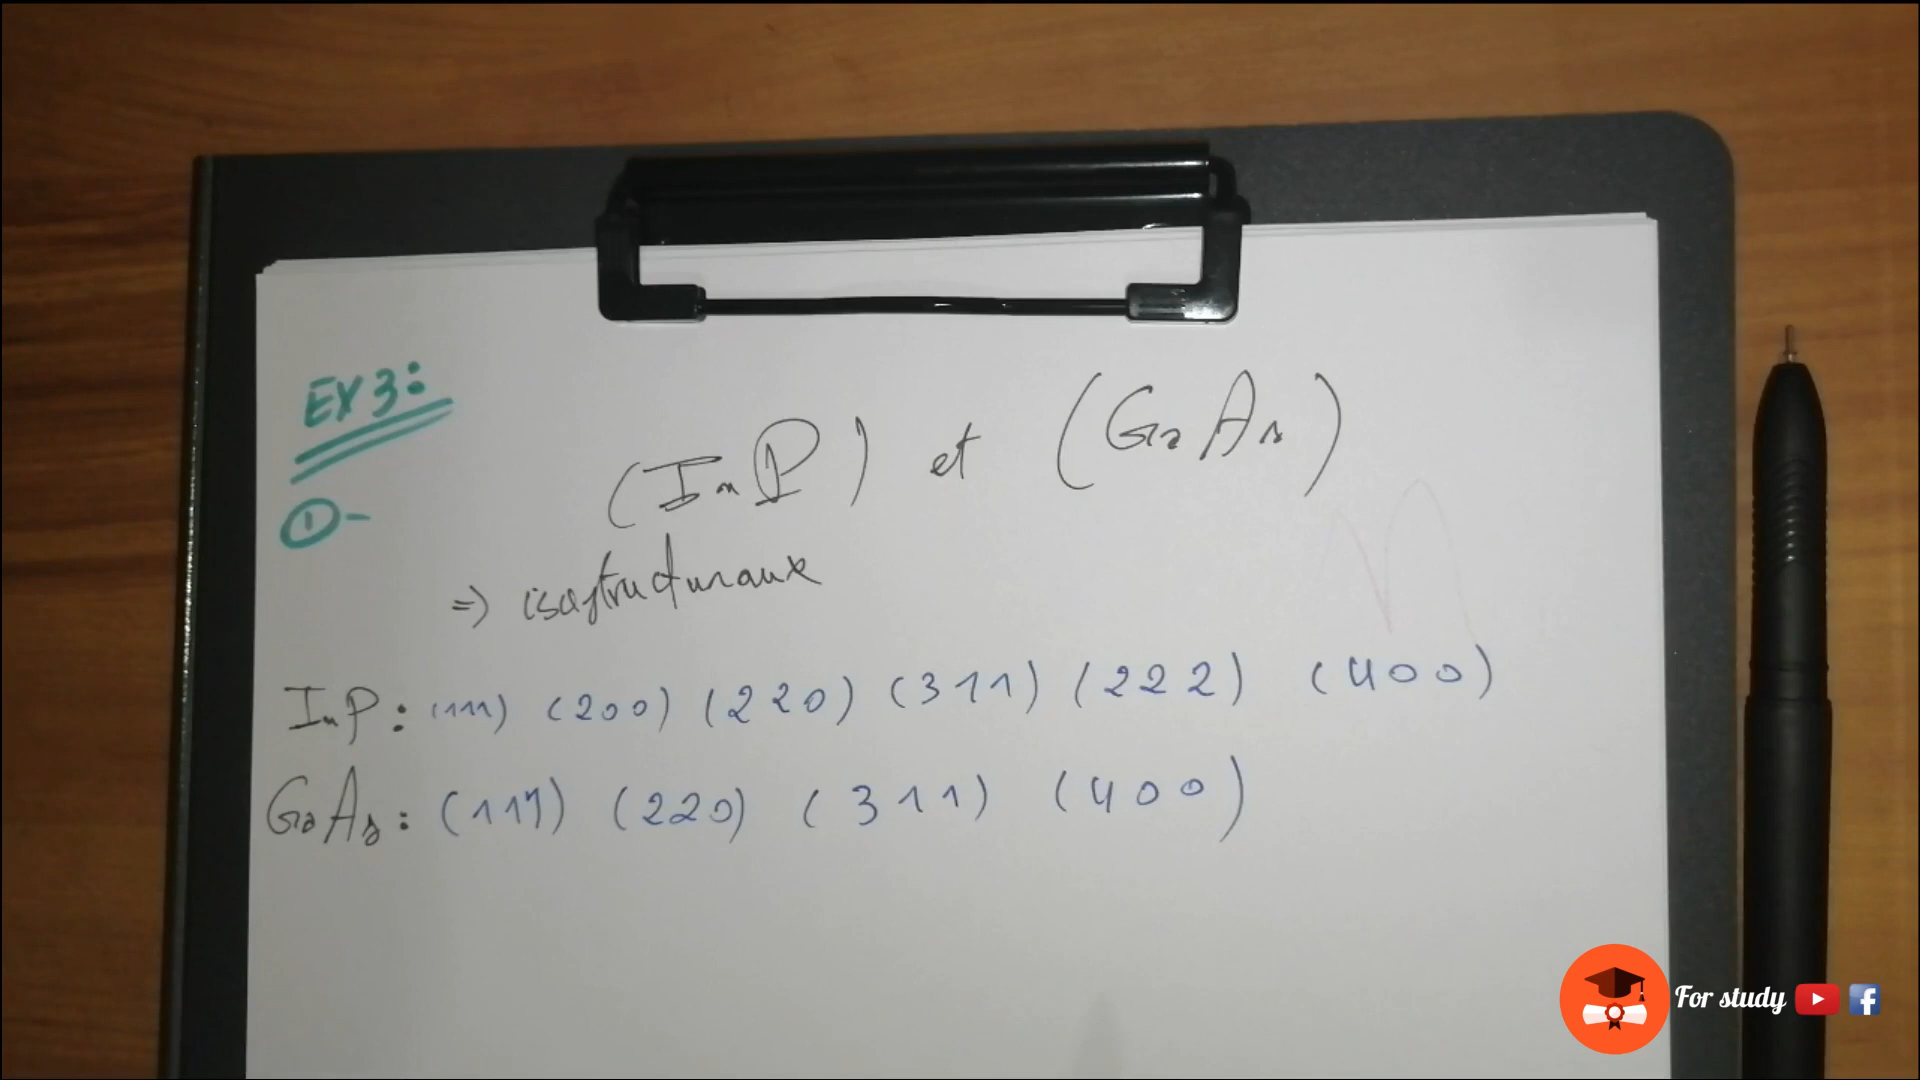 EX 3:
(InP) et (GaAs)
①-
=> isostructuraux
InP: (111) (200) (220) (311) (222) (400)
GaAs: (111) (220) (311) (400)
For study